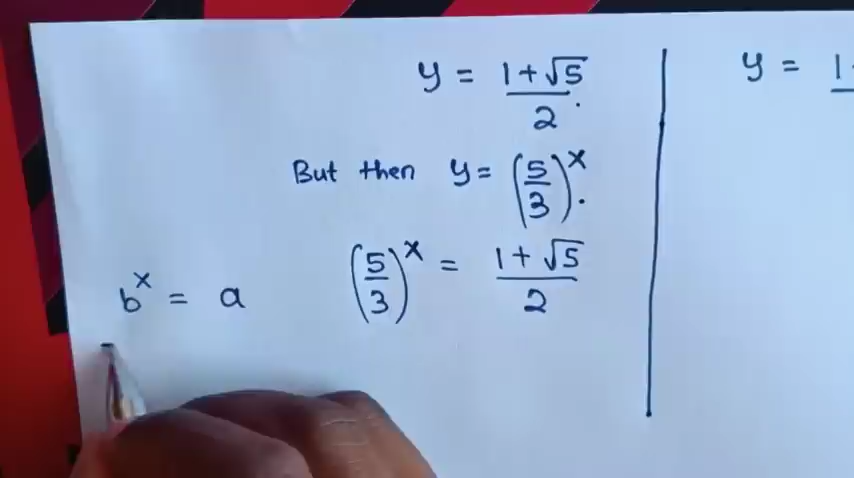 y = (1+√5)/2.
But then y = (5/3)^x.
(5/3)^x = (1+√5)/2
b^x = a
y = 1